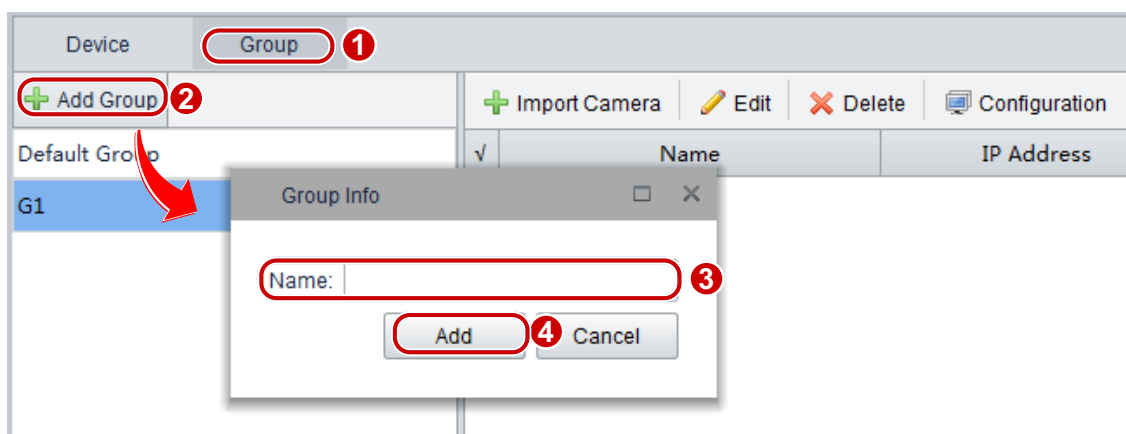 Device Group 1
Add Group 2 Import Camera Edit Delete Configuration
Default Group √ Name IP Address
G1
Group Info
Name: 3
Add 4 Cancel